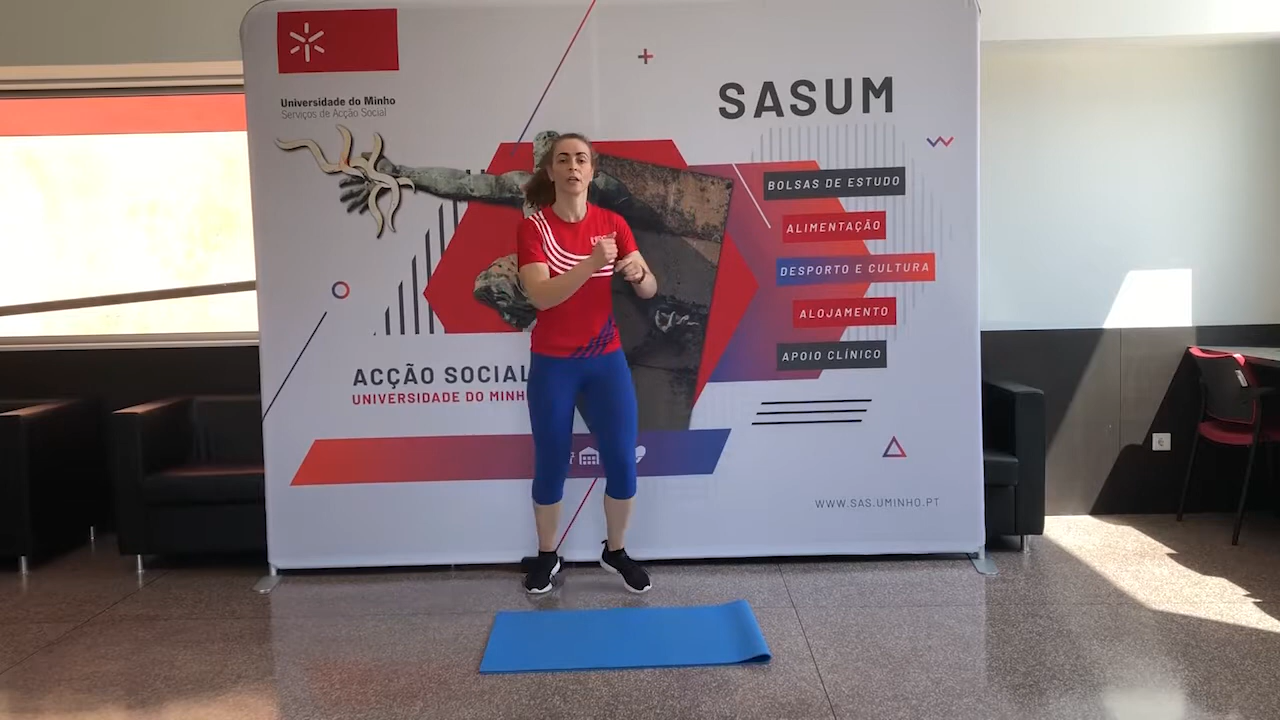 Universidade do Minho
Serviços de Acção Social
SASUM
BOLSAS DE ESTUDO
ALIMENTAÇÃO
DESPORTO E CULTURA
ALOJAMENTO
APOIO CLÍNICO
ACÇÃO SOCIAL
UNIVERSIDADE DO MINHO
WWW.SAS.UMINHO.PT